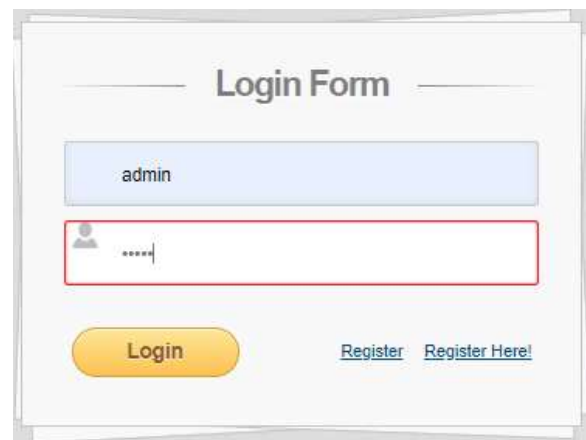 Login Form
admin
•••••
Login
Register Register Here!